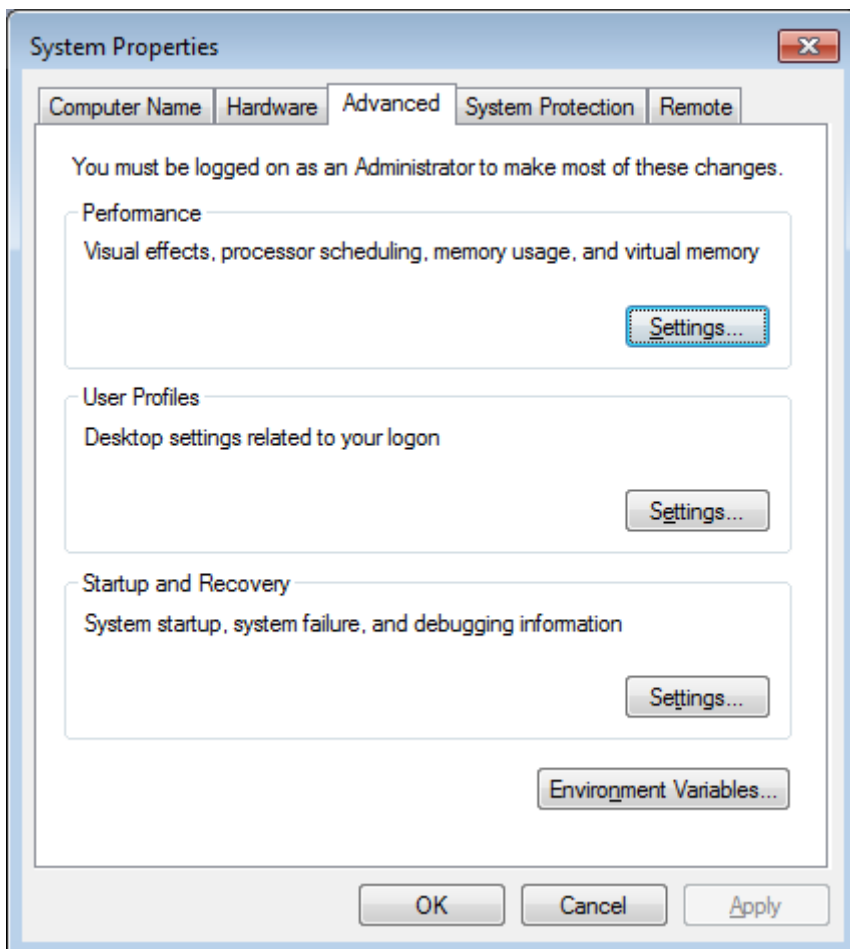 System Properties
Computer Name Hardware Advanced System Protection Remote
You must be logged on as an Administrator to make most of these changes.
Performance
Visual effects, processor scheduling, memory usage, and virtual memory
Settings...
User Profiles
Desktop settings related to your logon
Settings...
Startup and Recovery
System startup, system failure, and debugging information
Settings...
Environment Variables...
OK Cancel Apply